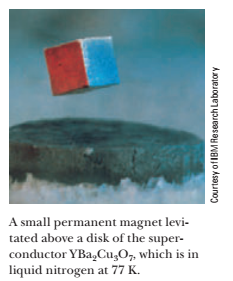 Courtesy of IBM Research Laboratory
A small permanent magnet levi-
tated above a disk of the super-
conductor YBa₂Cu₃O₇, which is in
liquid nitrogen at 77 K.